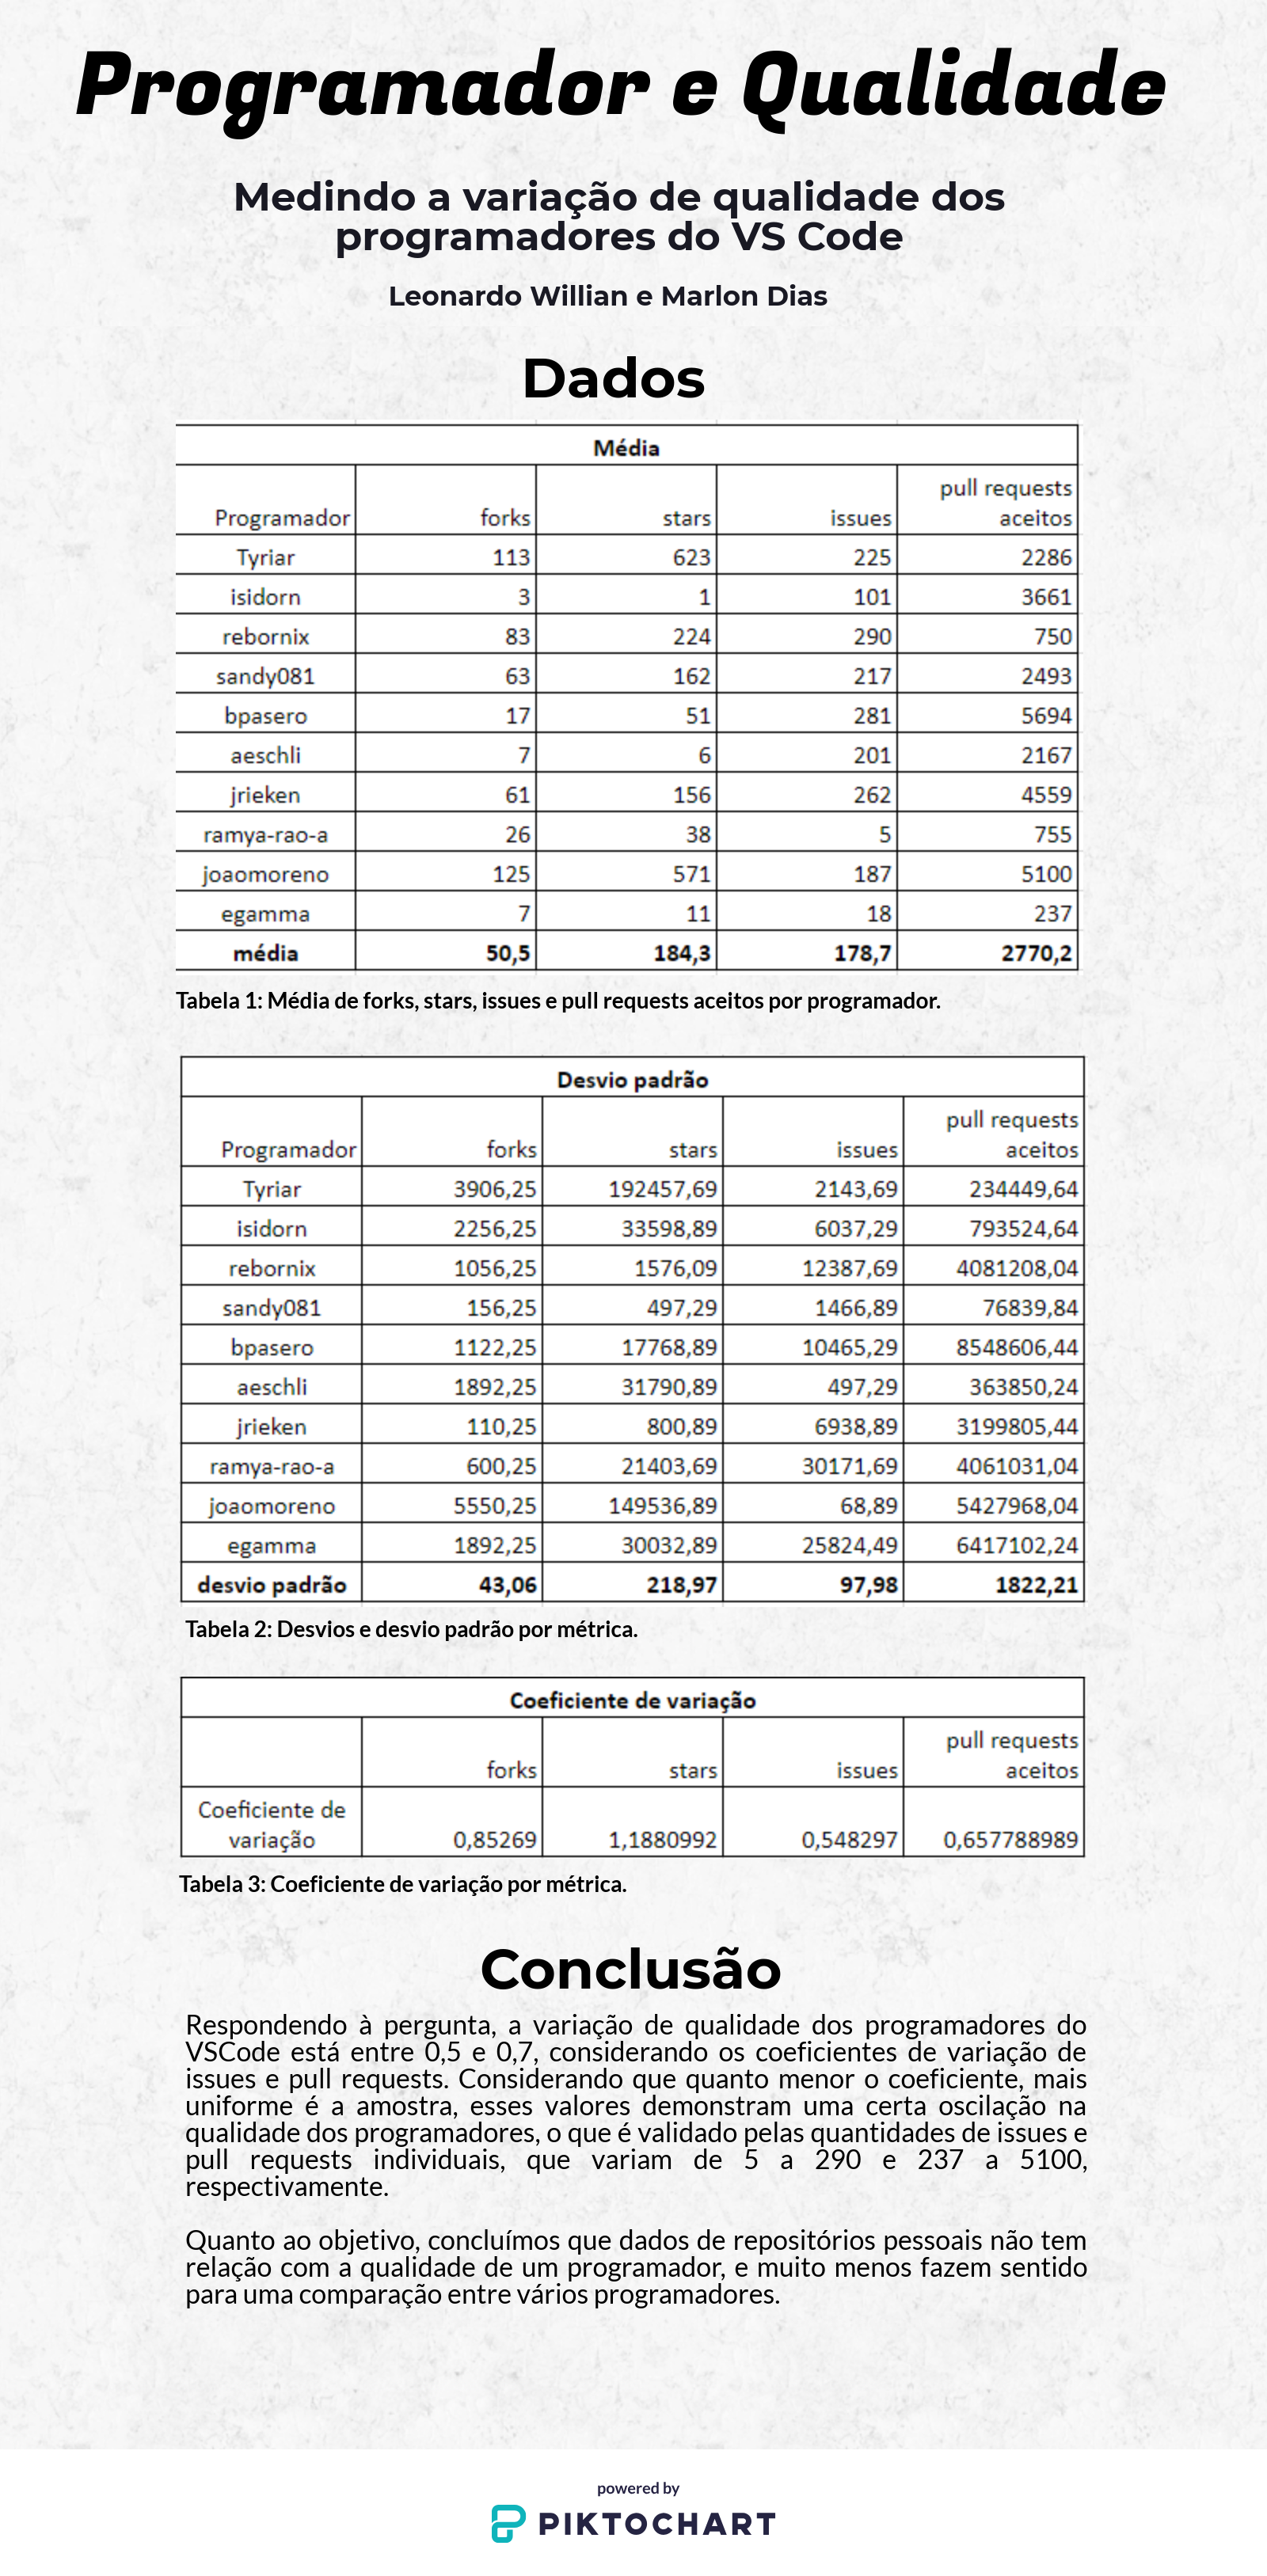 Programador e Qualidade
Medindo a variação de qualidade dos
programadores do VS Code
Leonardo Willian e Marlon Dias
Dados
Média
Programador forks stars issues pull requests aceitos
Tyriar 113 623 225 2286
isidorn 3 1 101 3661
rebornix 83 224 290 750
sandy081 63 162 217 2493
bpasero 17 51 281 5694
aeschli 7 6 201 2167
jrieken 61 156 262 4559
ramya-rao-a 26 38 5 755
joaomoreno 125 571 187 5100
egamma 7 11 18 237
média 50,5 184,3 178,7 2770,2
Tabela 1: Média de forks, stars, issues e pull requests aceitos por programador.
Desvio padrão
Programador forks stars issues pull requests aceitos
Tyriar 3906,25 192457,69 2143,69 234449,64
isidorn 2256,25 33598,89 6037,29 793524,64
rebornix 1056,25 1576,09 12387,69 4081208,04
sandy081 156,25 497,29 1466,89 76839,84
bpasero 1122,25 17768,89 10465,29 8548606,44
aeschli 1892,25 31790,89 497,29 363850,24
jrieken 110,25 800,89 6938,89 3199805,44
ramya-rao-a 600,25 21403,69 30171,69 4061031,04
joaomoreno 5550,25 149536,89 68,89 5427968,04
egamma 1892,25 30032,89 25824,49 6417102,24
desvio padrão 43,06 218,97 97,98 1822,21
Tabela 2: Desvios e desvio padrão por métrica.
Coeficiente de variação
forks stars issues pull requests aceitos
Coeficiente de variação 0,85269 1,1880992 0,548297 0,657788989
Tabela 3: Coeficiente de variação por métrica.
Conclusão
Respondendo à pergunta, a variação de qualidade dos programadores do
VSCode está entre 0,5 e 0,7, considerando os coeficientes de variação de
issues e pull requests. Considerando que quanto menor o coeficiente, mais
uniforme é a amostra, esses valores demonstram uma certa oscilação na
qualidade dos programadores, o que é validado pelas quantidades de issues e
pull requests individuais, que variam de 5 a 290 e 237 a 5100,
respectivamente.
Quanto ao objetivo, concluímos que dados de repositórios pessoais não tem
relação com a qualidade de um programador, e muito menos fazem sentido
para uma comparação entre vários programadores.
powered by
PIKTOCHART